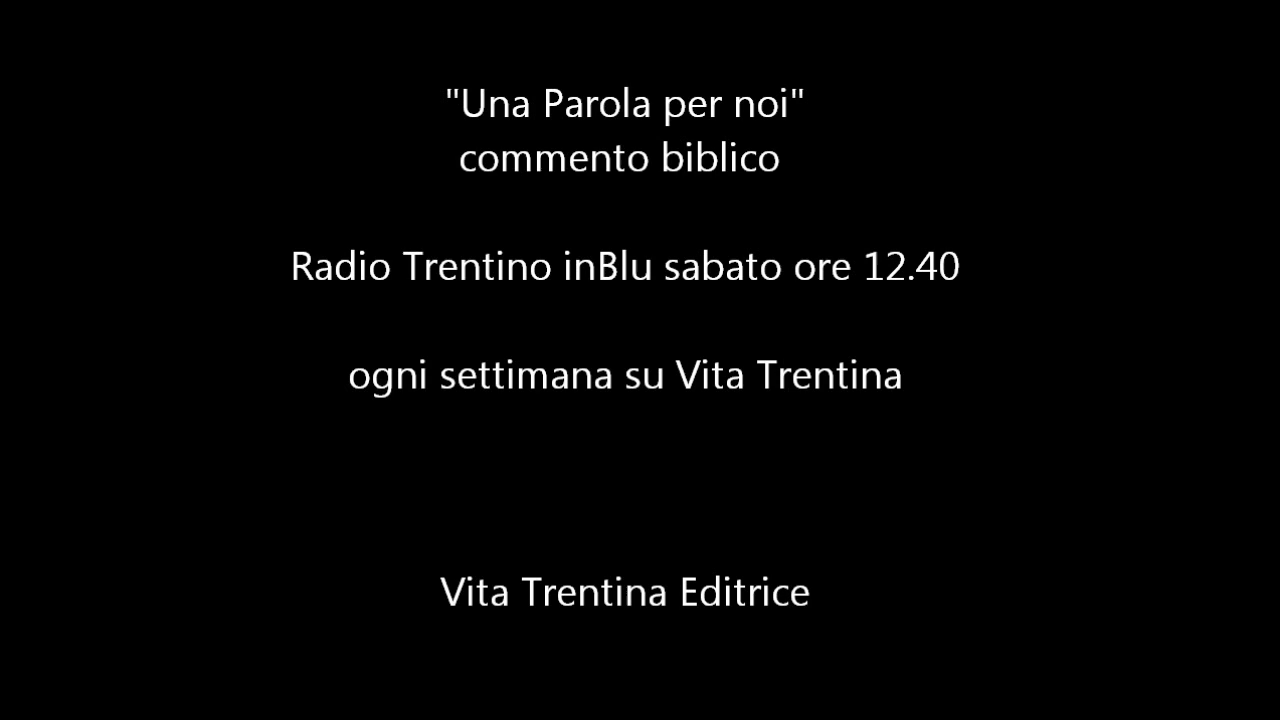 "Una Parola per noi"
commento biblico
Radio Trentino inBlu sabato ore 12.40
ogni settimana su Vita Trentina
Vita Trentina Editrice